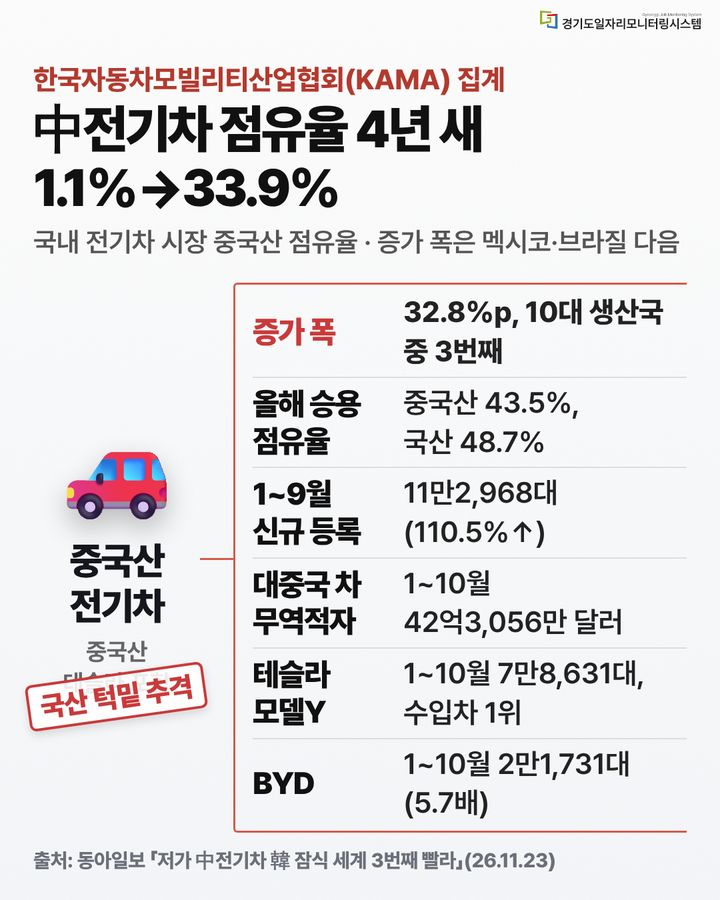 경기도일자리모니터링시스템
한국자동차모빌리티산업협회(KAMA) 집계
中전기차 점유율 4년 새
1.1%→33.9%
국내 전기차 시장 중국산 점유율 · 증가 폭은 멕시코·브라질 다음
증가 폭
32.8%p, 10대 생산국
중 3번째
올해 승용
점유율
중국산 43.5%,
국산 48.7%
1~9월
신규 등록
11만2,968대
(110.5%↑)
중국산
전기차
중국산
국산 턱밑 추격
대중국 차
무역적자
1~10월
42억3,056만 달러
테슬라
모델Y
1~10월 7만8,631대,
수입차 1위
BYD
1~10월 2만1,731대
(5.7배)
출처: 동아일보 『저가 中전기차 韓 잠식 세계 3번째 빨라』(26.11.23)